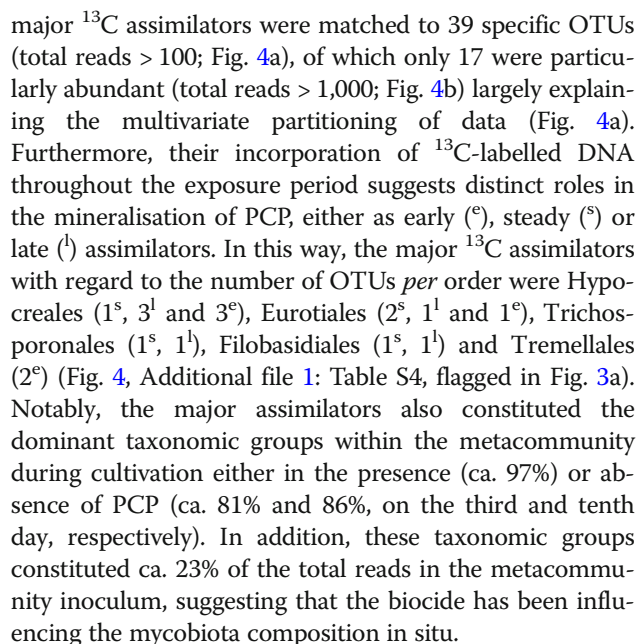 major ¹³C assimilators were matched to 39 specific OTUs
(total reads > 100; Fig. 4a), of which only 17 were particu-
larly abundant (total reads > 1,000; Fig. 4b) largely explain-
ing the multivariate partitioning of data (Fig. 4a).
Furthermore, their incorporation of ¹³C-labelled DNA
throughout the exposure period suggests distinct roles in
the mineralisation of PCP, either as early (ᵉ), steady (ˢ) or
late (ˡ) assimilators. In this way, the major ¹³C assimilators
with regard to the number of OTUs per order were Hypo-
creales (1ˢ, 3ˡ and 3ᵉ), Eurotiales (2ˢ, 1ˡ and 1ᵉ), Trichos-
poronales (1ˢ, 1ˡ), Filobasidiales (1ˢ, 1ˡ) and Tremellales
(2ᵉ) (Fig. 4, Additional file 1: Table S4, flagged in Fig. 3a).
Notably, the major assimilators also constituted the
dominant taxonomic groups within the metacommunity
during cultivation either in the presence (ca. 97%) or ab-
sence of PCP (ca. 81% and 86%, on the third and tenth
day, respectively). In addition, these taxonomic groups
constituted ca. 23% of the total reads in the metacommu-
nity inoculum, suggesting that the biocide has been influ-
encing the mycobiota composition in situ.